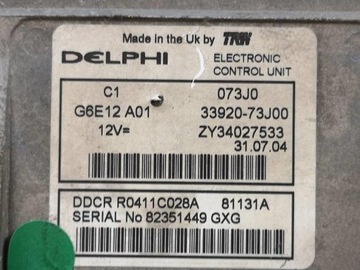 Made in the Uk by TRW
DELPHI ELECTRONIC CONTROL UNIT
C1 073J0
G6E12 A01 33920-73J00
12V= ZY34027533
31.07.04
DDCR R0411C028A 81131A
SERIAL No 82351449 GXG